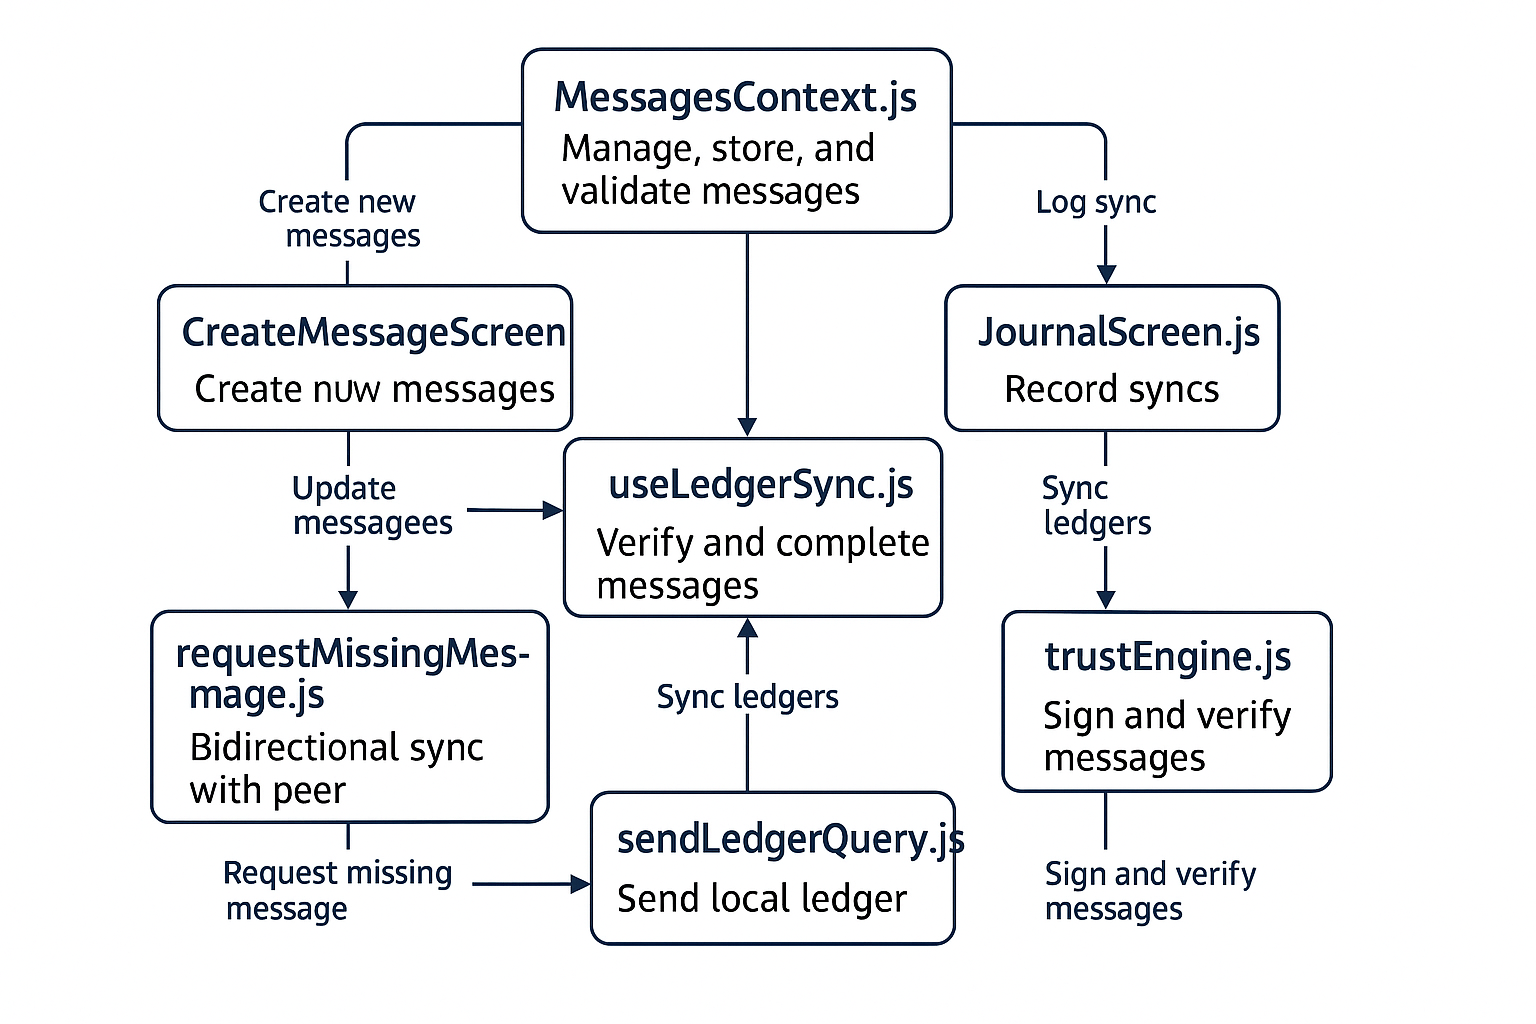 MessagesContext.js
Manage, store, and
validate messages
Create new
messages
Log sync
CreateMessageScreen
Create nuw messages
JournalScreen.js
Record syncs
Update
messagees
useLedgerSync.js
Verify and complete
messages
Sync
ledgers
requestMissingMes-
mage.js
Bidirectional sync
with peer
Sync ledgers
trustEngine.js
Sign and verify
messages
Request missing
message
sendLedgerQuery.js
Send local ledger
Sign and verify
messages